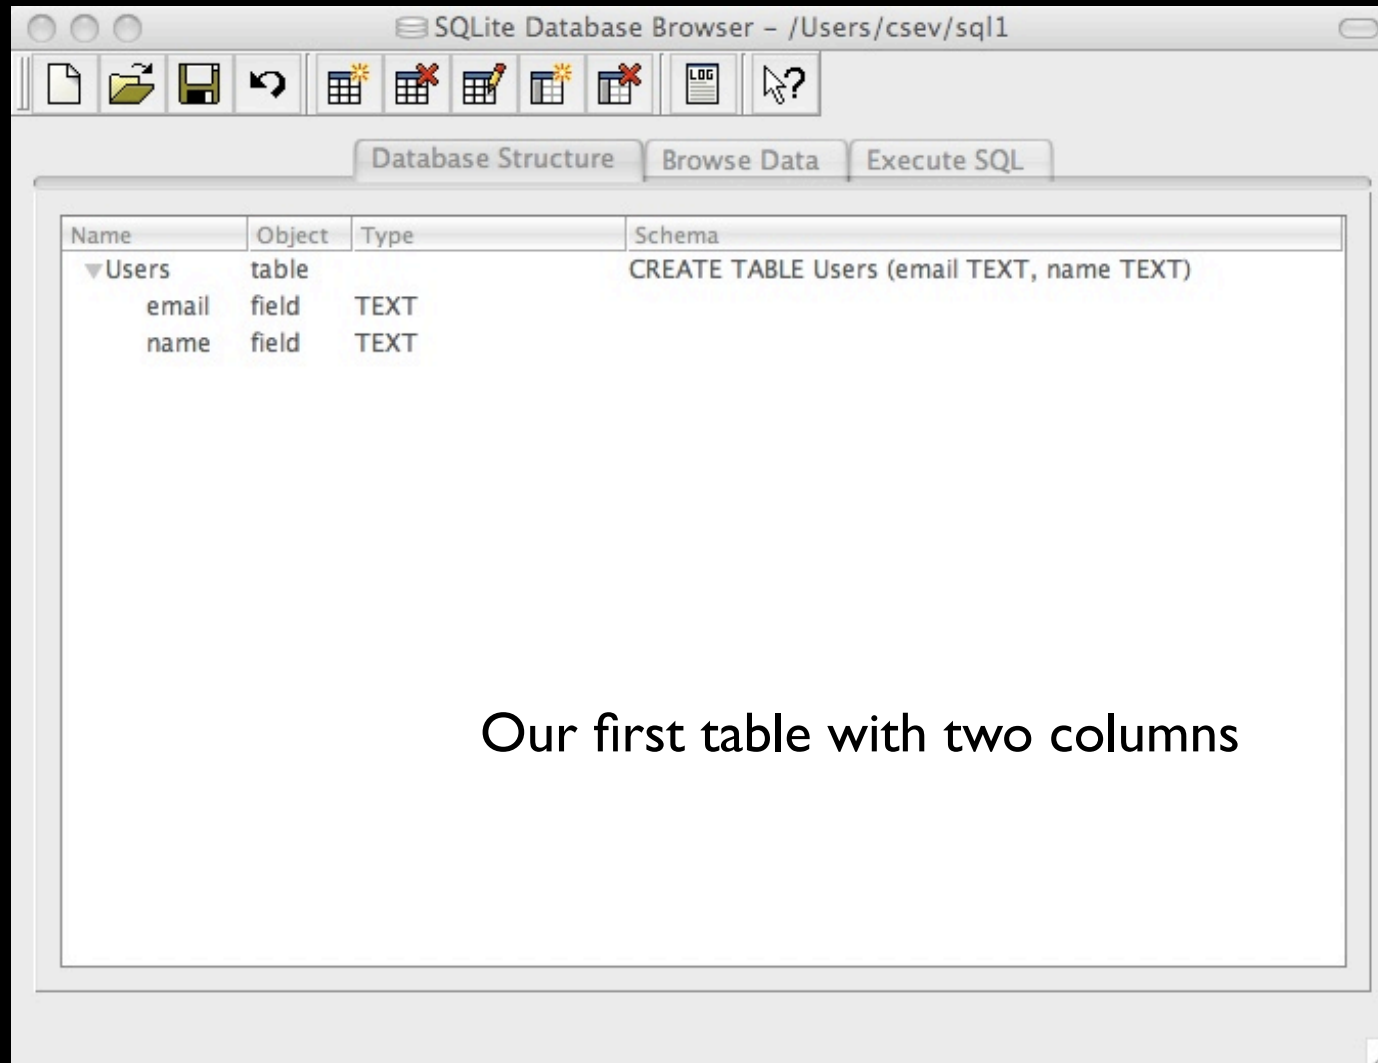 SQLite Database Browser – /Users/csev/sql1
LOG
?
Database Structure Browse Data Execute SQL
Name Object Type Schema
Users table CREATE TABLE Users (email TEXT, name TEXT)
email field TEXT
name field TEXT
Our first table with two columns